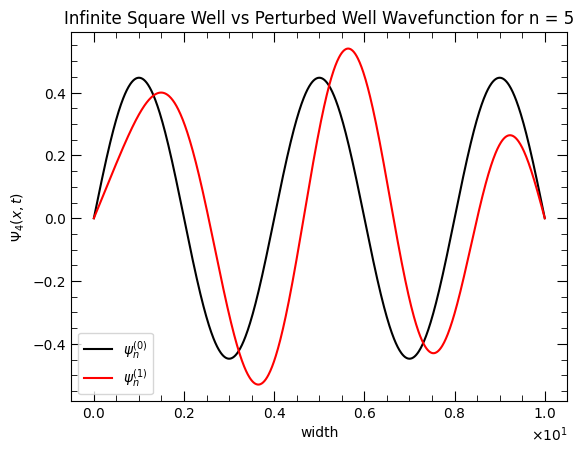 Infinite Square Well vs Perturbed Well Wavefunction for n = 5
Ψ₄(x, t)
0.4
0.2
0.0
−0.2
−0.4
ψₙ⁽⁰⁾
ψₙ⁽¹⁾
0.0 0.2 0.4 0.6 0.8 1.0
width
×10¹